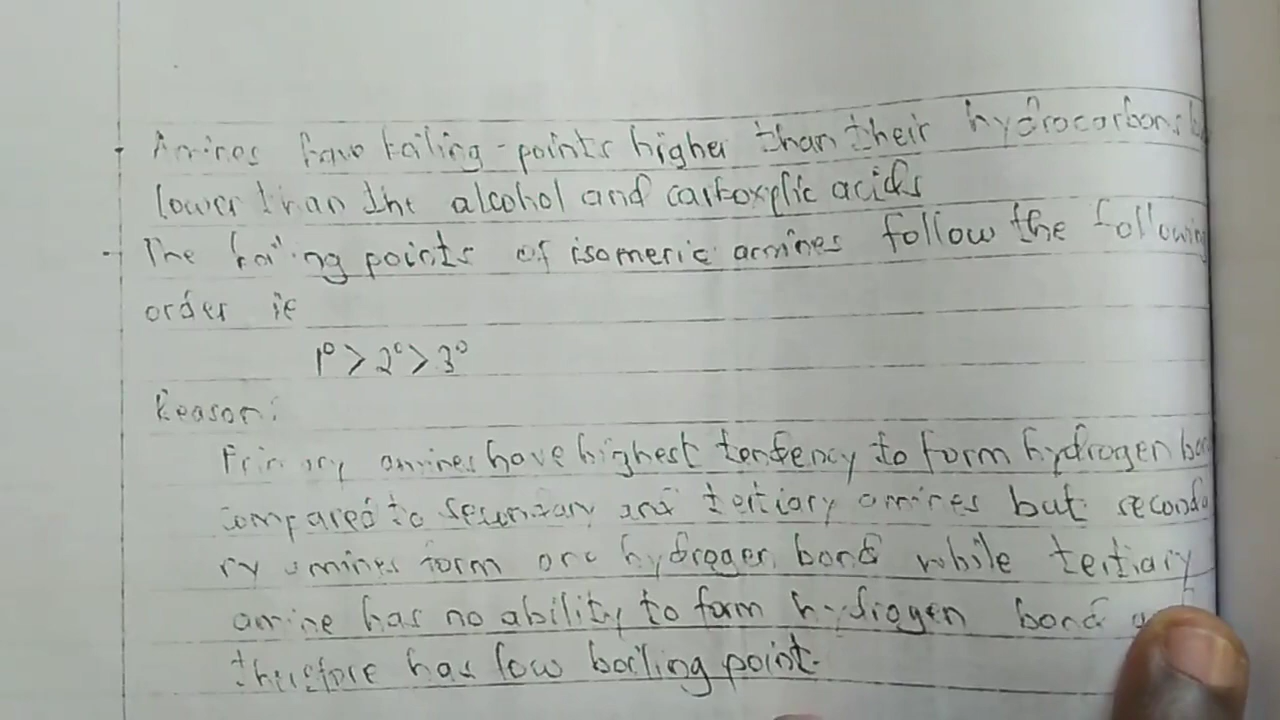 Amines have boiling-points higher than their hydrocarbons
lower than the alcohol and carboxylic acids
- The boiling points of isomeric amines follow the following
order ie
1° > 2° > 3°
Reason:
Primary amines have highest tendency to form hydrogen bond
compared to secondary and tertiary amines but seconda
ry amines form one hydrogen bond while tertiary
amine has no ability to form hydrogen bond
therefore has low boiling point.